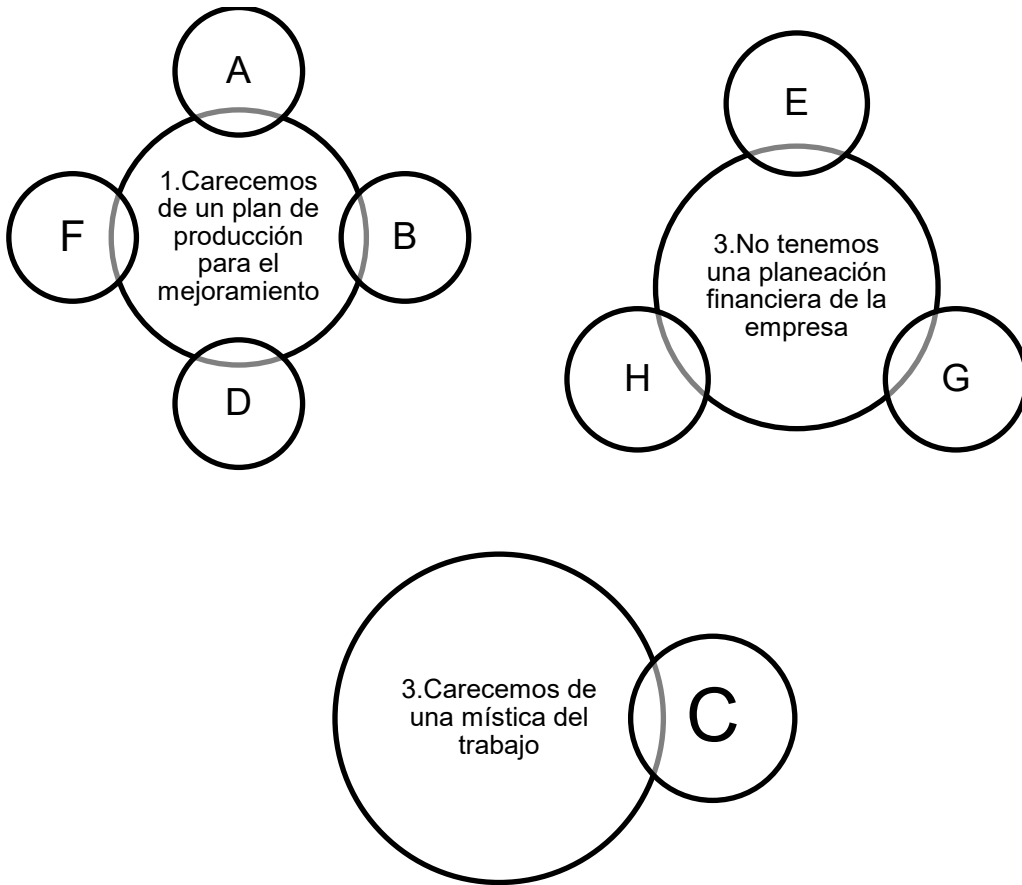 A
F
1.Carecemos
de un plan de
producción
para el
mejoramiento
B
D
E
3.No tenemos
una planeación
financiera de la
empresa
H
G
3.Carecemos de
una mística del
trabajo
C